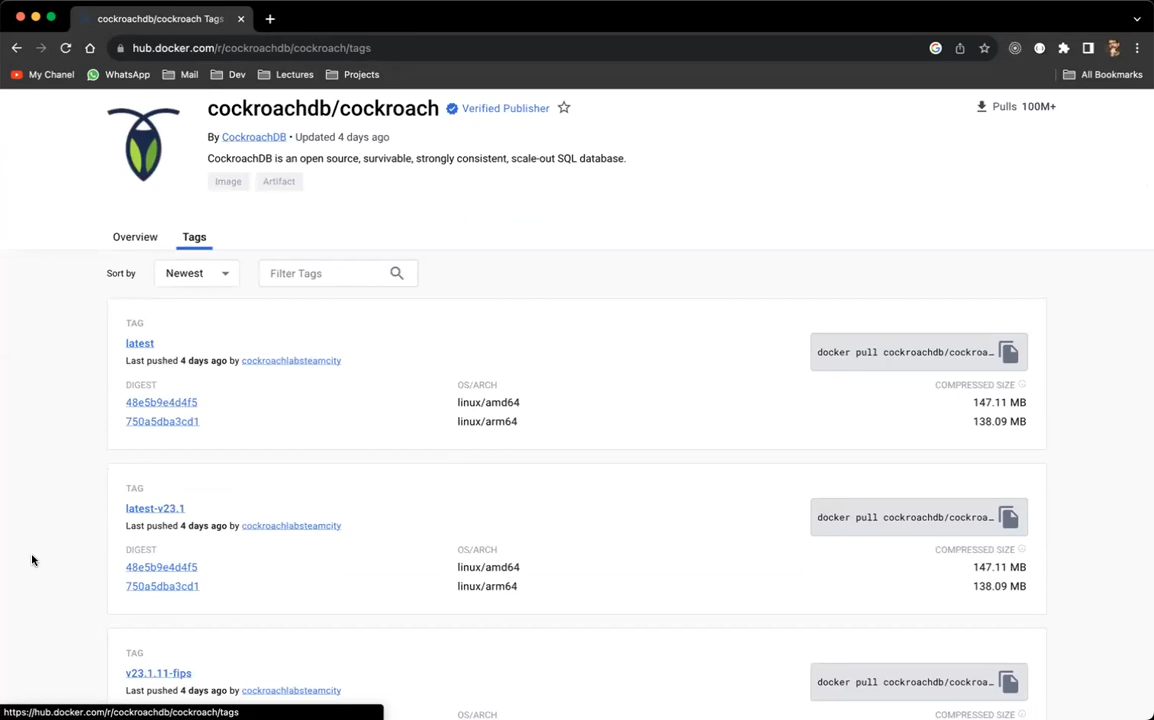 cockroachdb/cockroach Tags
hub.docker.com/r/cockroachdb/cockroach/tags
My Chanel
WhatsApp
Mail
Dev
Lectures
Projects
All Bookmarks
cockroachdb/cockroach
Verified Publisher
Pulls 100M+
By CockroachDB • Updated 4 days ago
CockroachDB is an open source, survivable, strongly consistent, scale-out SQL database.
Image
Artifact
Overview
Tags
Sort by
Newest
Filter Tags
TAG
latest
Last pushed 4 days ago by cockroachlabsteamcity
docker pull cockroachdb/cockroa…
DIGEST
OS/ARCH
COMPRESSED SIZE
48e5b9e4d4f5
linux/amd64
147.11 MB
750a5dba3cd1
linux/arm64
138.09 MB
TAG
latest-v23.1
Last pushed 4 days ago by cockroachlabsteamcity
docker pull cockroachdb/cockroa…
DIGEST
OS/ARCH
COMPRESSED SIZE
48e5b9e4d4f5
linux/amd64
147.11 MB
750a5dba3cd1
linux/arm64
138.09 MB
TAG
v23.1.11-fips
Last pushed 4 days ago by cockroachlabsteamcity
docker pull cockroachdb/cockroa…
DIGEST
OS/ARCH
COMPRESSED SIZE
https://hub.docker.com/r/cockroachdb/cockroach/tags